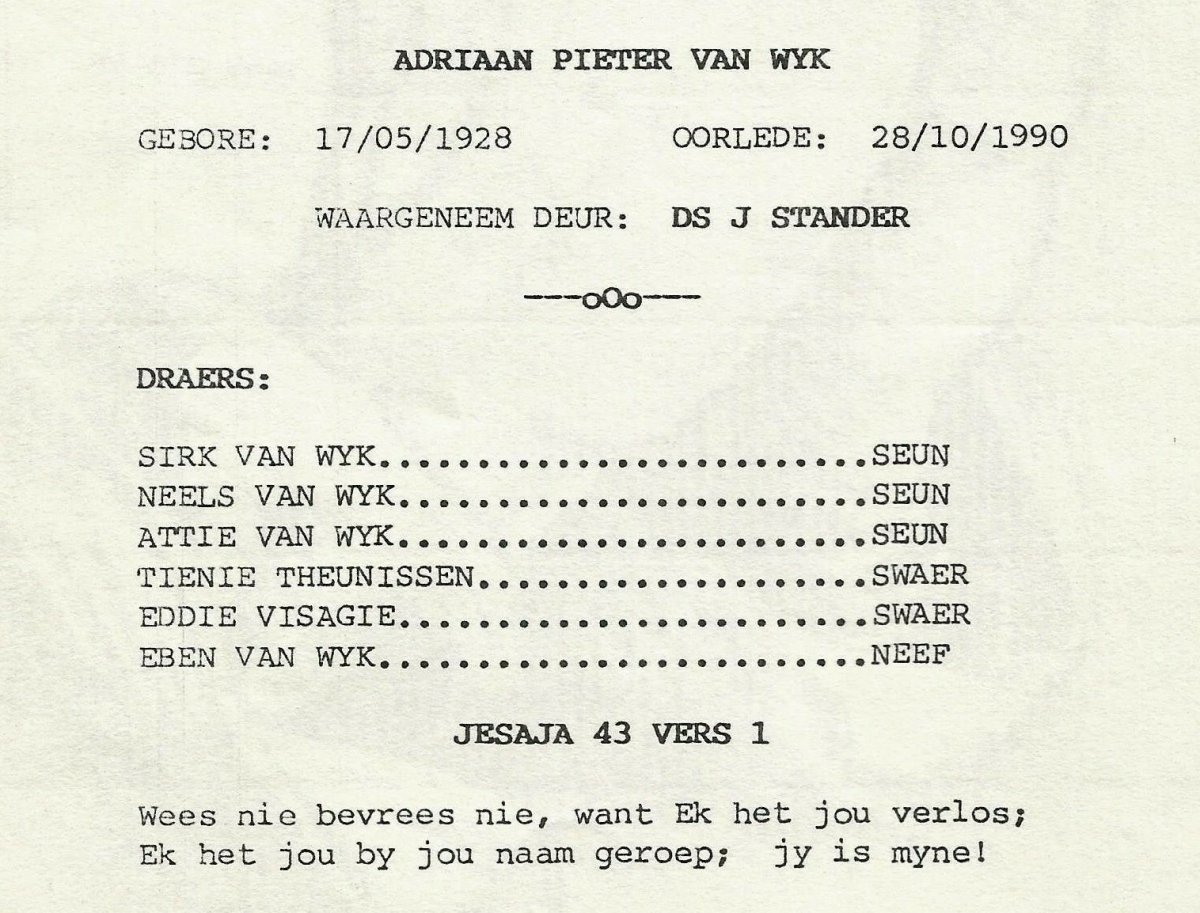 ADRIAAN PIETER VAN WYK
GEBORE: 17/05/1928 OORLEDE: 28/10/1990
WAARGENEEM DEUR: DS J STANDER
---oOo---
DRAERS:
SIRK VAN WYK.........................SEUN
NEELS VAN WYK........................SEUN
ATTIE VAN WYK........................SEUN
TIENIE THEUNISSEN....................SWAER
EDDIE VISAGIE........................SWAER
EBEN VAN WYK.........................NEEF
JESAJA 43 VERS 1
Wees nie bevrees nie, want Ek het jou verlos;
Ek het jou by jou naam geroep; jy is myne!